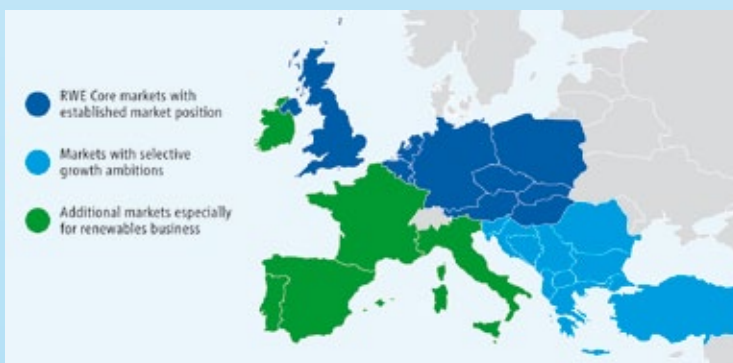 RWE Core markets with
established market position
Markets with selective
growth ambitions
Additional markets especially
for renewables business